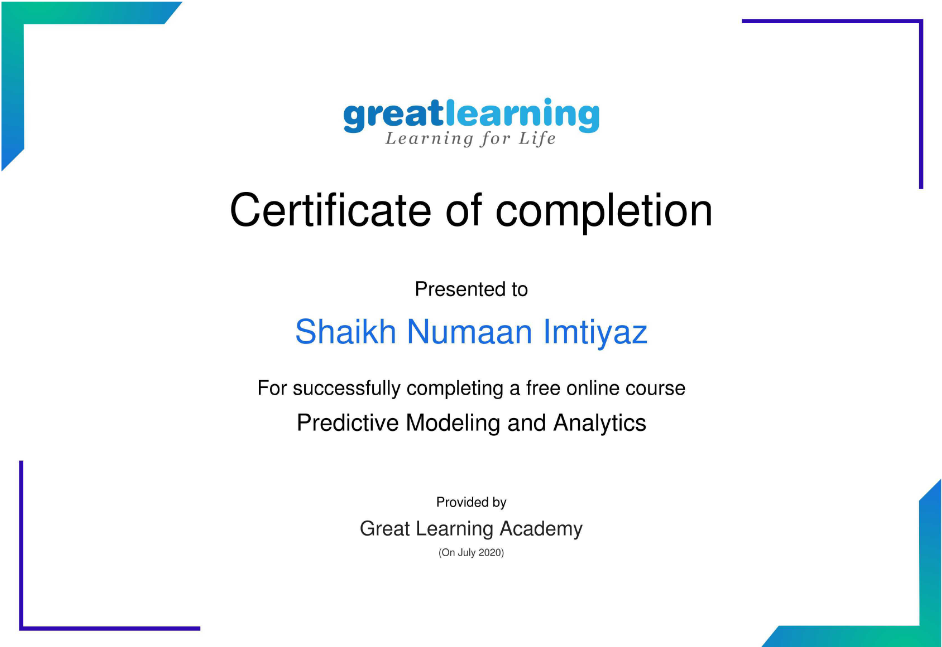 greatlearning
Learning for Life
Certificate of completion
Presented to
Shaikh Numaan Imtiyaz
For successfully completing a free online course
Predictive Modeling and Analytics
Provided by
Great Learning Academy
(On July 2020)